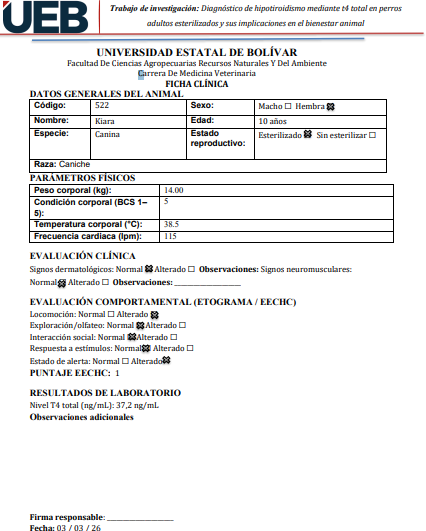 UEB
Trabajo de investigación: Diagnóstico de hipotiroidismo mediante t4 total en perros
adultos esterilizados y sus implicaciones en el bienestar animal
UNIVERSIDAD ESTATAL DE BOLÍVAR
Facultad De Ciencias Agropecuarias Recursos Naturales Y Del Ambiente
Carrera De Medicina Veterinaria
FICHA CLÍNICA
DATOS GENERALES DEL ANIMAL
Código: 522 Sexo: Macho ☐ Hembra ☒
Nombre: Kiara Edad: 10 años
Especie: Canina Estado reproductivo: Esterilizado ☒ Sin esterilizar ☐
Raza: Caniche
PARÁMETROS FÍSICOS
Peso corporal (kg): 14.00
Condición corporal (BCS 1–5): 5
Temperatura corporal (°C): 38.5
Frecuencia cardiaca (lpm): 115
EVALUACIÓN CLÍNICA
Signos dermatológicos: Normal ☒ Alterado ☐ Observaciones: Signos neuromusculares:
Normal ☒ Alterado ☐ Observaciones: ____________________
EVALUACIÓN COMPORTAMENTAL (ETOGRAMA / EECHC)
Locomoción: Normal ☐ Alterado ☒
Exploración/olfateo: Normal ☒ Alterado ☐
Interacción social: Normal ☒ Alterado ☐
Respuesta a estímulos: Normal ☒ Alterado ☐
Estado de alerta: Normal ☐ Alterado ☒
PUNTAJE EECHC: 1
RESULTADOS DE LABORATORIO
Nivel T4 total (ng/mL): 37,2 ng/mL
Observaciones adicionales
Firma responsable: ____________________
Fecha: 03 / 03 / 26